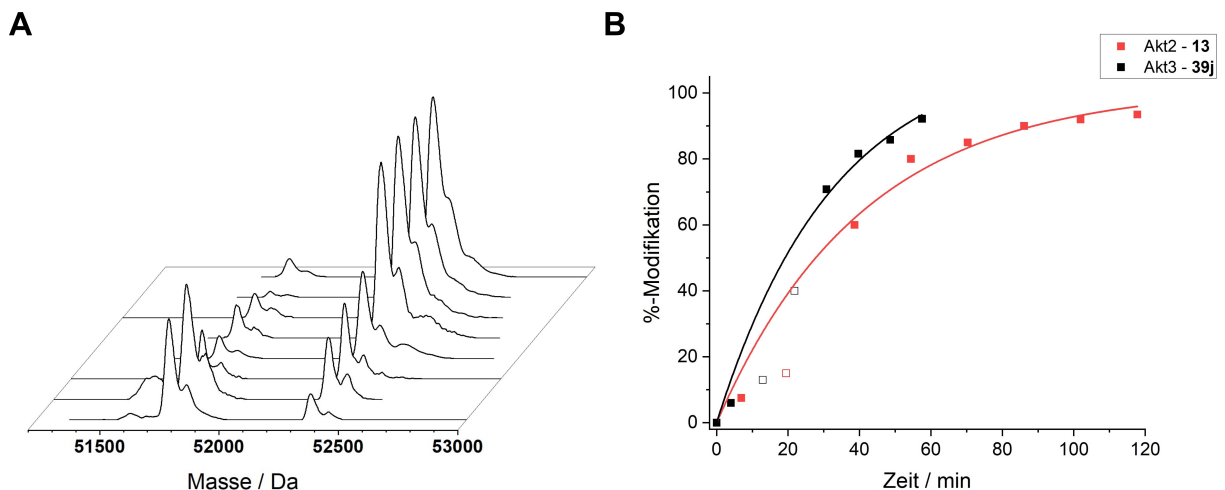 A
51500 52000 52500 53000
Masse / Da
B
Akt2 - 13
Akt3 - 39j
100
80
60
40
20
0
%-Modifikation
0 20 40 60 80 100 120
Zeit / min